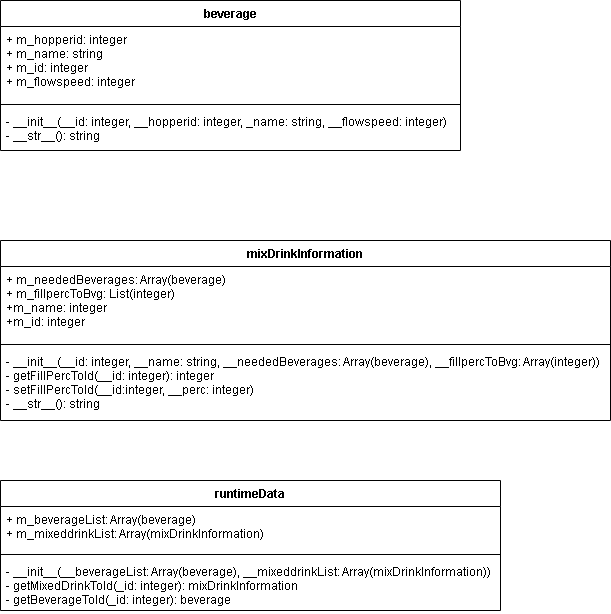 beverage
+ m_hopperid: integer
+ m_name: string
+ m_id: integer
+ m_flowspeed: integer
- __init__(__id: integer, __hopperid: integer, _name: string, __flowspeed: integer)
- __str__(): string
mixDrinkInformation
+ m_neededBeverages: Array(beverage)
+ m_fillpercToBvg: List(integer)
+m_name: integer
+m_id: integer
- __init__(__id: integer, __name: string, __neededBeverages: Array(beverage), __fillpercToBvg: Array(integer))
- getFillPercToId(__id: integer): integer
- setFillPercToId(__id:integer, __perc: integer)
- __str__(): string
runtimeData
+ m_beverageList: Array(beverage)
+ m_mixeddrinkList: Array(mixDrinkInformation)
- __init__(__beverageList: Array(beverage), __mixeddrinkList: Array(mixDrinkInformation))
- getMixedDrinkToId(_id: integer): mixDrinkInformation
- getBeverageToId(_id: integer): beverage